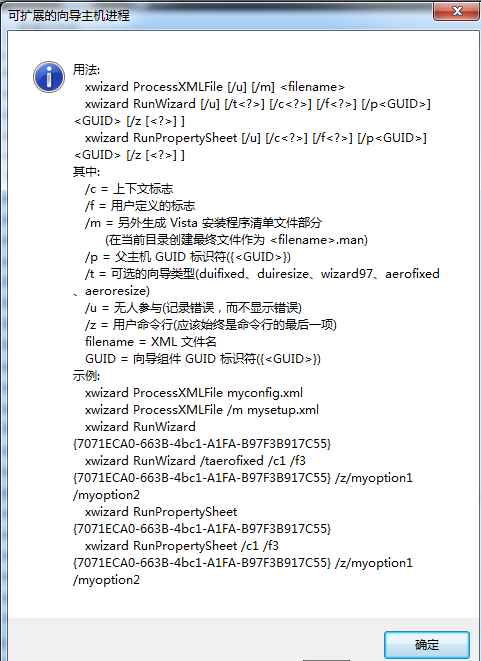 可扩展的向导主机进程
用法:
xwizard ProcessXMLFile [/u] [/m] <filename>
xwizard RunWizard [/u] [/t<?>] [/c<?>] [/f<?>] [/p<GUID>]
<GUID> [/z [<?>] ]
xwizard RunPropertySheet [/u] [/c<?>] [/f<?>] [/p<GUID>]
<GUID> [/z [<?>] ]
其中:
/c = 上下文标志
/f = 用户定义的标志
/m = 另外生成 Vista 安装程序清单文件部分
(在当前目录创建最终文件作为 <filename>.man)
/p = 父主机 GUID 标识符({<GUID>})
/t = 可选的向导类型(duifixed、duiresize、wizard97、aerofixed
、aeroresize)
/u = 无人参与(记录错误，而不显示错误)
/z = 用户命令行(应该始终是命令行的最后一项)
filename = XML 文件名
GUID = 向导组件 GUID 标识符({<GUID>})
示例:
xwizard ProcessXMLFile myconfig.xml
xwizard ProcessXMLFile /m mysetup.xml
xwizard RunWizard
{7071ECA0-663B-4bc1-A1FA-B97F3B917C55}
xwizard RunWizard /taerofixed /c1 /f3
{7071ECA0-663B-4bc1-A1FA-B97F3B917C55} /z/myoption1
/myoption2
xwizard RunPropertySheet
{7071ECA0-663B-4bc1-A1FA-B97F3B917C55}
xwizard RunPropertySheet /c1 /f3
{7071ECA0-663B-4bc1-A1FA-B97F3B917C55} /z/myoption1
/myoption2
确定